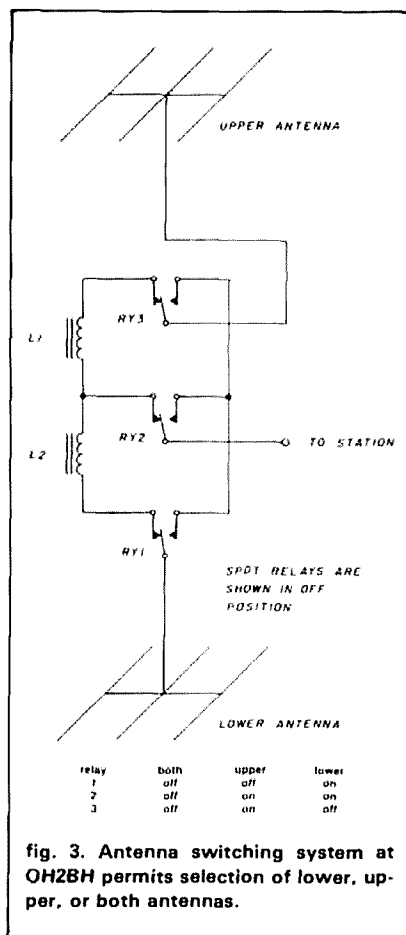 UPPER ANTENNA
RY3
L1
RY2
TO STATION
L2
RY1
SPDT RELAYS ARE
SHOWN IN OFF
POSITION
LOWER ANTENNA
relay both upper lower
1 off off on
2 off on on
3 off on off
fig. 3. Antenna switching system at
OH2BH permits selection of lower, up-
per, or both antennas.